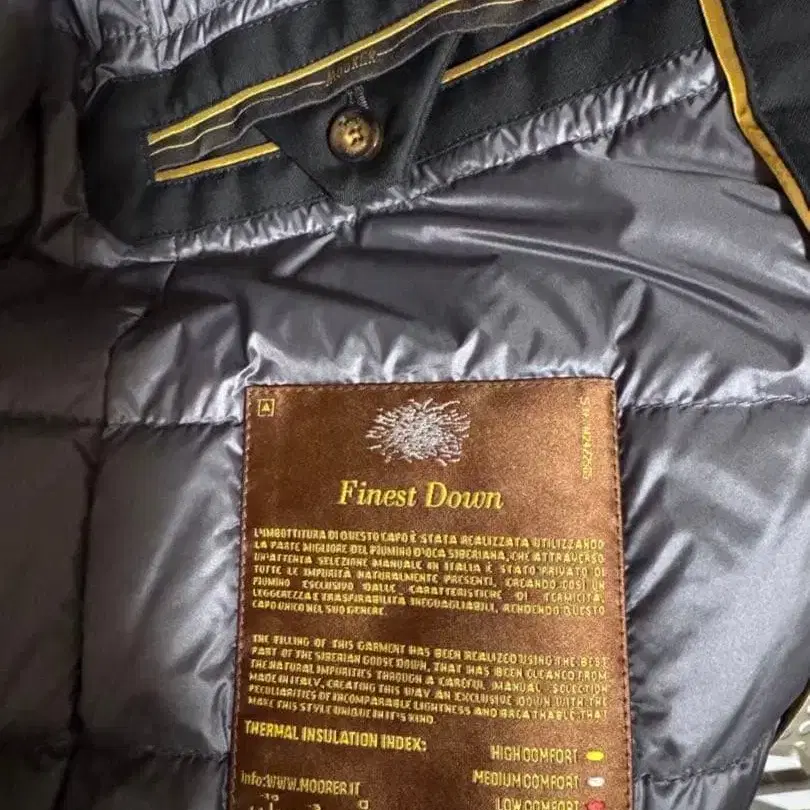 MOORER
Finest Down
L'IMBOTTITURA DI QUESTO CAPO È STATA REALIZZATA UTILIZZANDO
LA PARTE MIGLIORE DEL PIUMINO D'OCA SIBERIANA, CHE ATTRAVERSO
UN'ATTENTA SELEZIONE MANUALE IN ITALIA È STATO PRIVATO DI
TUTTE LE IMPURITÀ NATURALMENTE PRESENTI, CREANDO COSÌ UN
PIUMINO ESCLUSIVO DALLE CARATTERISTICHE DI TERMICITÀ,
LEGGEREZZA E TRASPIRABILITÀ INEGUAGLIABILI, RENDENDO QUESTO
CAPO UNICO NEL SUO GENERE.
THE FILLING OF THIS GARMENT HAS BEEN REALIZED USING THE BEST
PART OF THE SIBERIAN GOOSE DOWN, THAT HAS BEEN CLEANED FROM
THE NATURAL IMPURITIES THROUGH A CAREFUL MANUAL SELECTION
MADE IN ITALY, CREATING THIS WAY AN EXCLUSIVE DOWN WITH THE
PECULIARITIES OF INCOMPARABLE LIGHTNESS AND BREATHABLE THAT
MAKE THIS STYLE UNIQUE IN IT'S KIND.
THERMAL INSULATION INDEX:
HIGH COMFORT
Info: WWW.MOORER.IT
MEDIUM COMFORT
LOW COMFORT